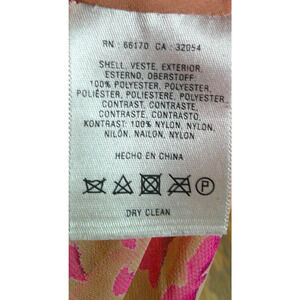 RN : 66170 CA : 32054
SHELL, VESTE, EXTERIOR,
ESTERNO, OBERSTOFF:
100% POLYESTER, POLYESTER,
POLIÉSTER, POLIESTERE, POLYESTER
CONTRAST, CONTRASTE,
CONTRASTE, CONTRASTO,
KONTRAST: 100% NYLON, NYLON,
NILÓN, NAILON, NYLON
HECHO EN CHINA
P
DRY CLEAN